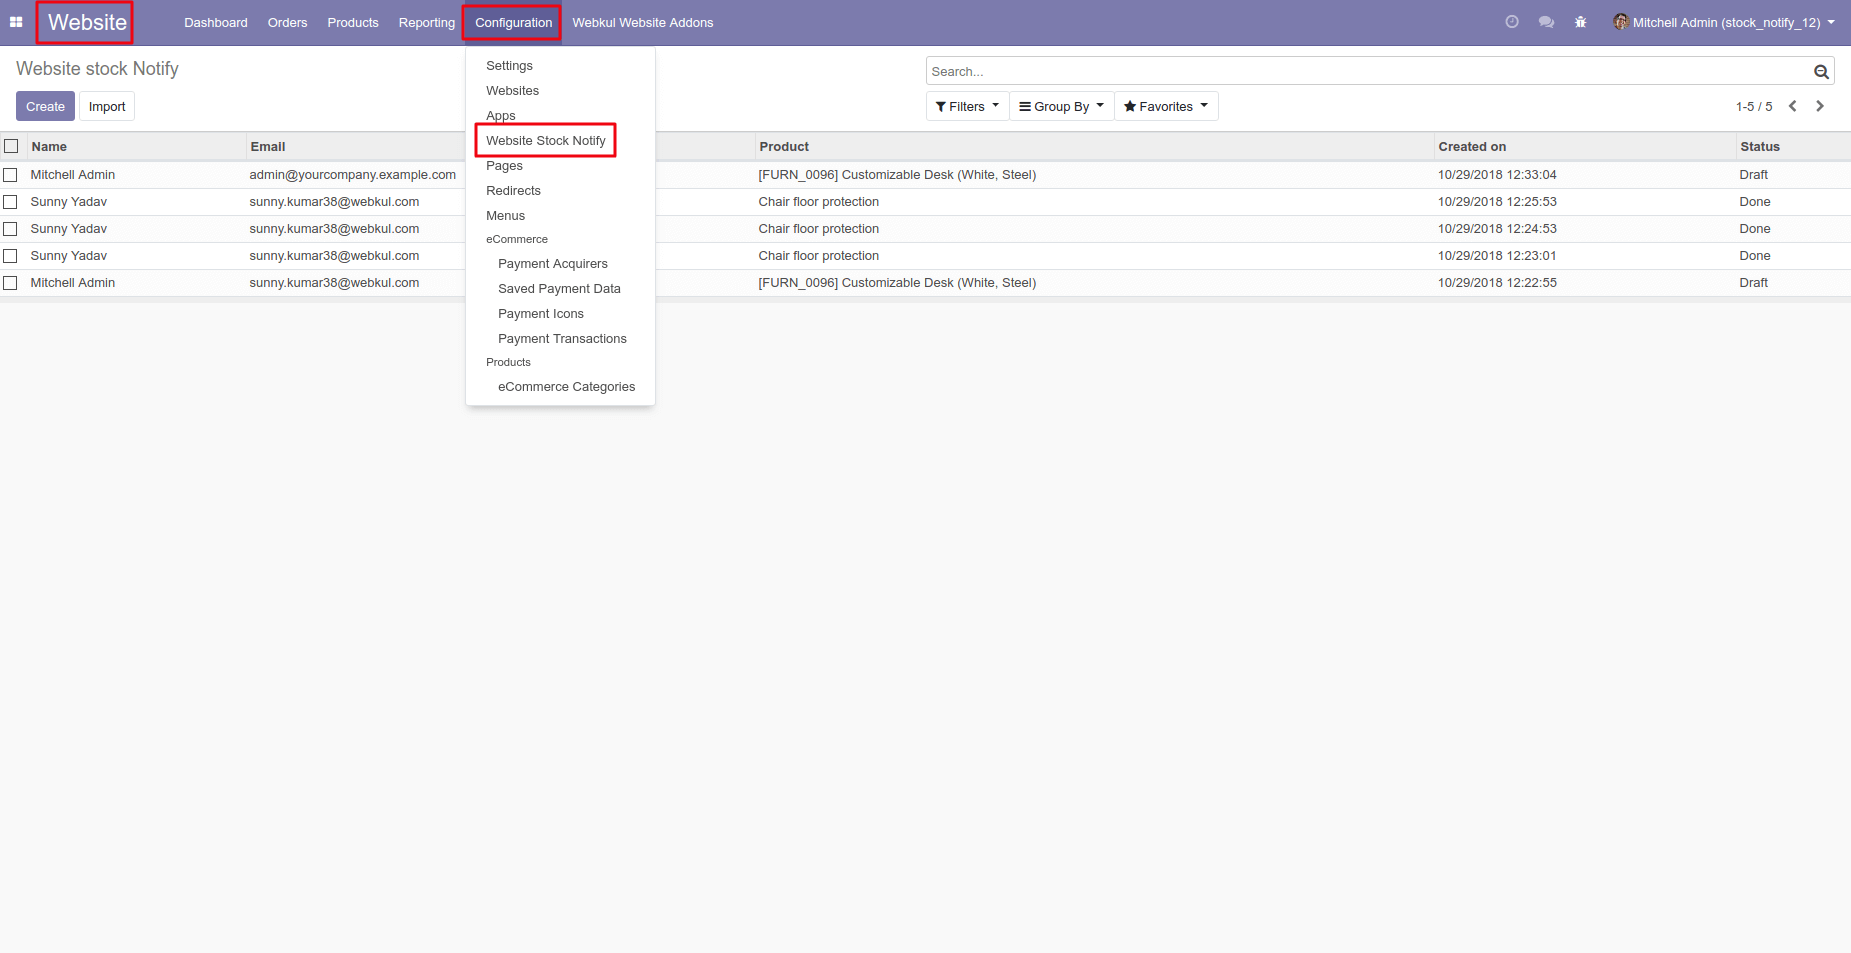 Website Dashboard Orders Products Reporting Configuration Webkul Website Addons Mitchell Admin (stock_notify_12)
Website stock Notify
Search...
Create Import
Filters Group By Favorites 1-5 / 5
Settings
Websites
Apps
Website Stock Notify
Pages
Redirects
Menus
eCommerce
Payment Acquirers
Saved Payment Data
Payment Icons
Payment Transactions
Products
eCommerce Categories
Name Email Product Created on Status
Mitchell Admin admin@yourcompany.example.com [FURN_0096] Customizable Desk (White, Steel) 10/29/2018 12:33:04 Draft
Sunny Yadav sunny.kumar38@webkul.com Chair floor protection 10/29/2018 12:25:53 Done
Sunny Yadav sunny.kumar38@webkul.com Chair floor protection 10/29/2018 12:24:53 Done
Sunny Yadav sunny.kumar38@webkul.com Chair floor protection 10/29/2018 12:23:01 Done
Mitchell Admin sunny.kumar38@webkul.com [FURN_0096] Customizable Desk (White, Steel) 10/29/2018 12:22:55 Draft